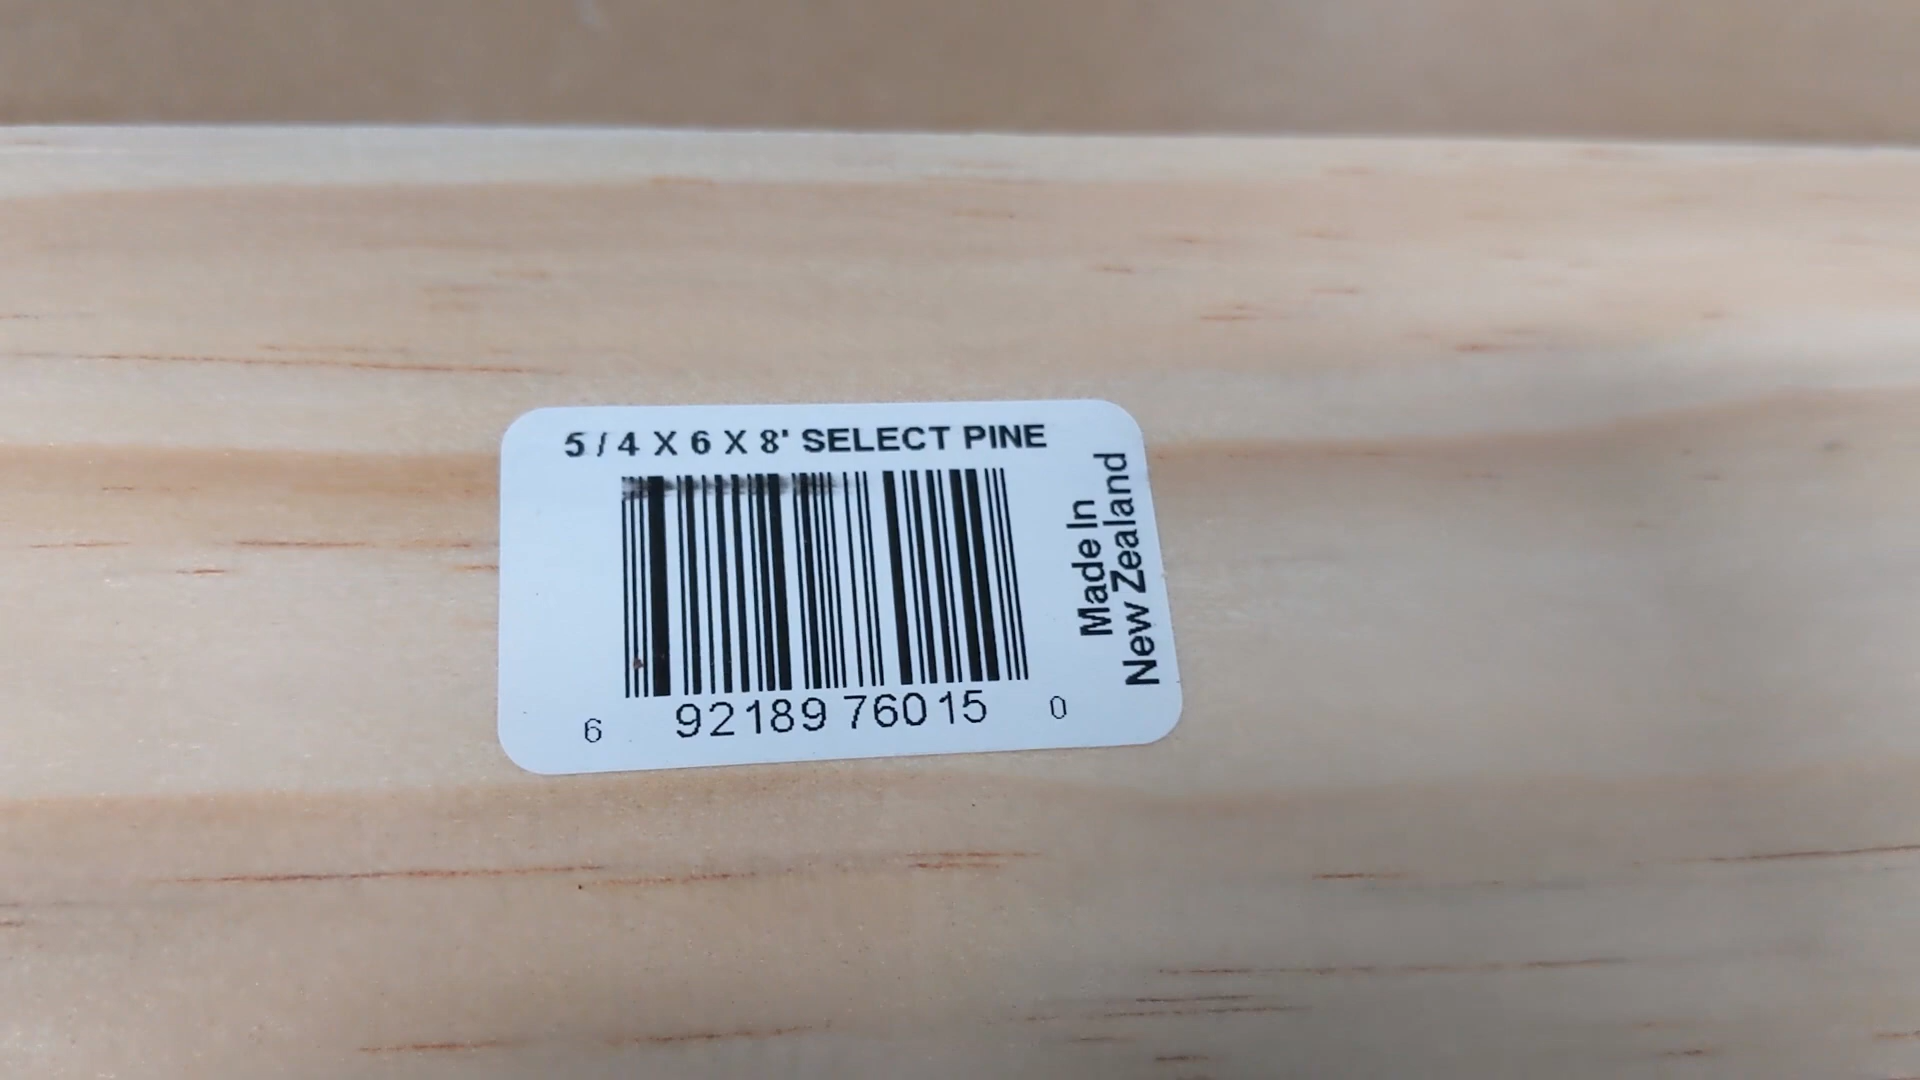 5/4 X 6 X 8' SELECT PINE
Made In
New Zealand
6 92189 76015 0